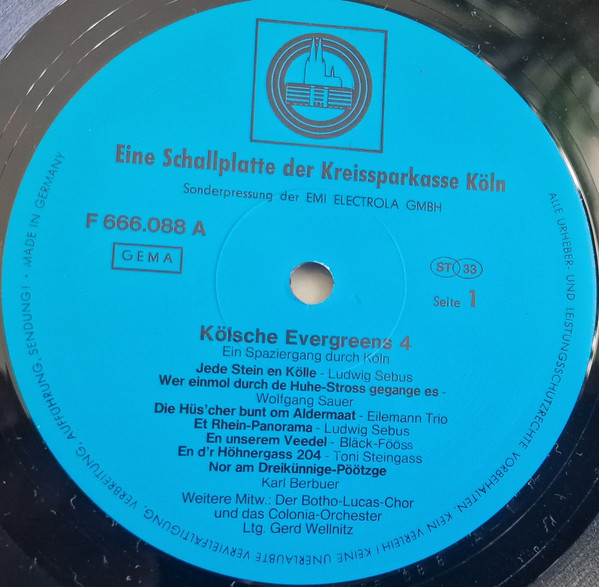 Eine Schallplatte der Kreissparkasse Köln
Sonderpressung der EMI ELECTROLA GMBH
F 666.088 A
GEMA
ST 33
Seite 1
Kölsche Evergreens 4
Ein Spaziergang durch Köln
Jede Stein en Kölle - Ludwig Sebus
Wer einmol durch de Huhe-Stross gegange es -
Wolfgang Sauer
Die Hüs'cher bunt om Aldermaat - Eilemann Trio
Et Rhein-Panorama - Ludwig Sebus
En unserem Veedel - Bläck-Fööss
En d'r Höhnergass 204 - Toni Steingass
Nor am Dreikünnige-Pöötzge
Karl Berbuer
Weitere Mitw.: Der Botho-Lucas-Chor
und das Colonia-Orchester
Ltg. Gerd Wellnitz
ALLE URHEBER- UND LEISTUNGSSCHUTZRECHTE VORBEHALTEN. KEIN VERLEIH! KEINE UNERLAUBTE VERVIELFÄLTIGUNG, VERBREITUNG, AUFFÜHRUNG, SENDUNG! • MADE IN GERMANY